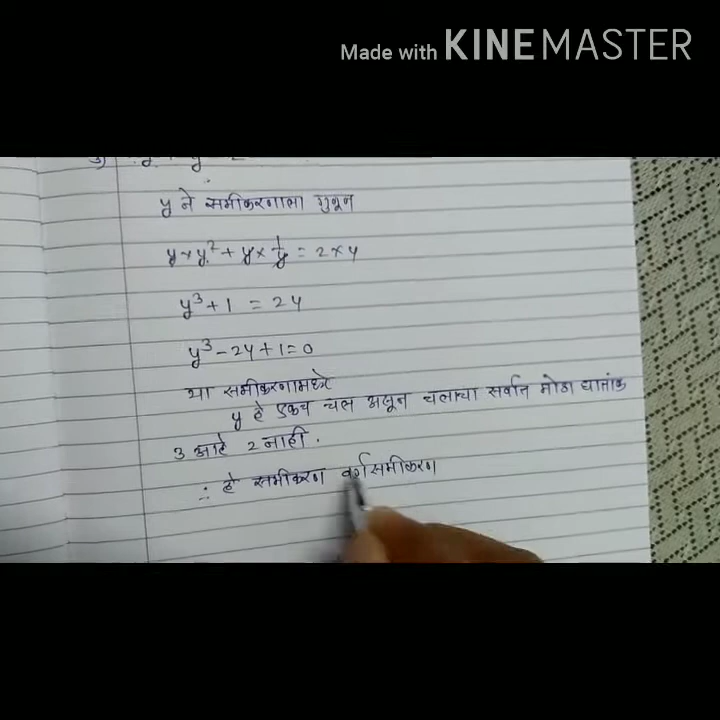 Made with KINEMASTER
y ने समीकरणाला गुणून
y × y² + y × 1/y = 2 × y
y³ + 1 = 2y
y³ - 2y + 1 = 0
या समीकरणामध्ये
y हे एकच चल असून चलाचा सर्वात मोठा घातांक
3 आहे 2 नाही.
∴ हे समीकरण वर्गसमीकरण